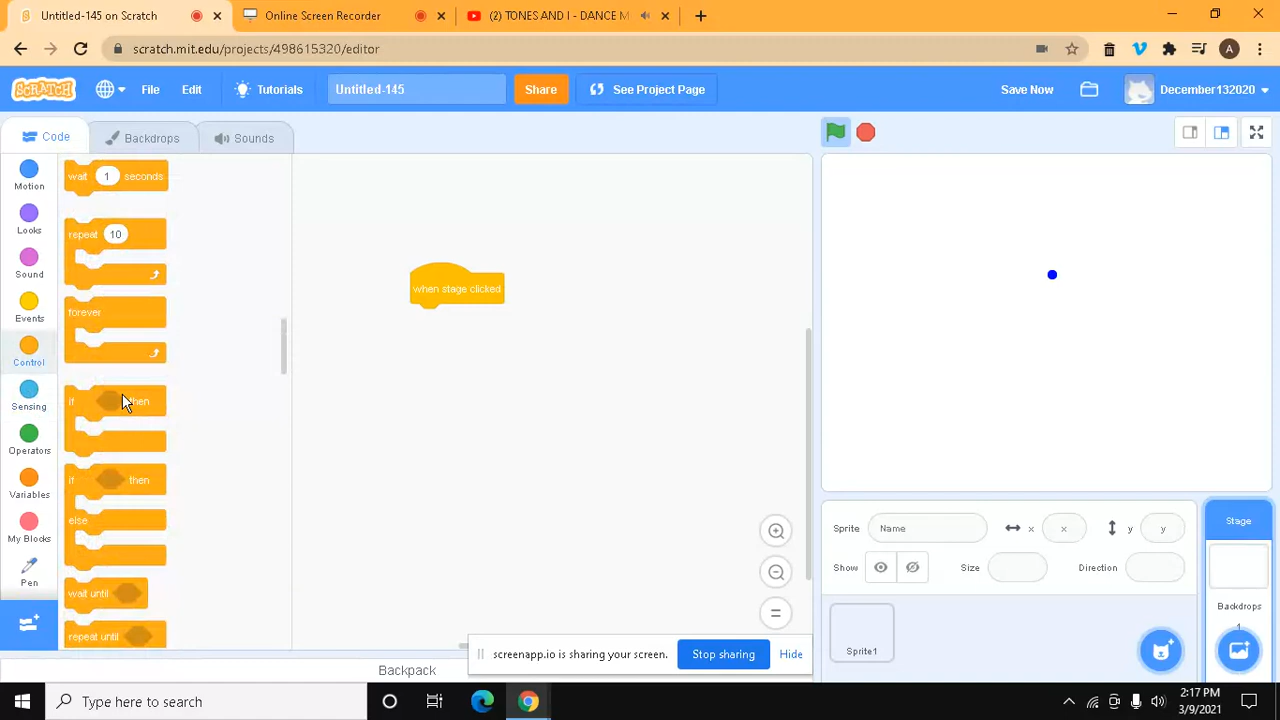 Untitled-145 on Scratch
Online Screen Recorder
(2) TONES AND I - DANCE M
scratch.mit.edu/projects/498615320/editor
A
SCRATCH
File
Edit
Tutorials
Untitled-145
Share
See Project Page
Save Now
December132020
Code
Backdrops
Sounds
Motion
Looks
Sound
Events
Control
Sensing
Operators
Variables
My Blocks
Pen
wait 1 seconds
repeat 10
forever
if then
if then
else
wait until
repeat until
when stage clicked
Sprite
Name
x
x
y
y
Show
Size
Direction
Sprite1
Stage
Backdrops
1
Backpack
screenapp.io is sharing your screen.
Stop sharing
Hide
Type here to search
2:17 PM
3/9/2021